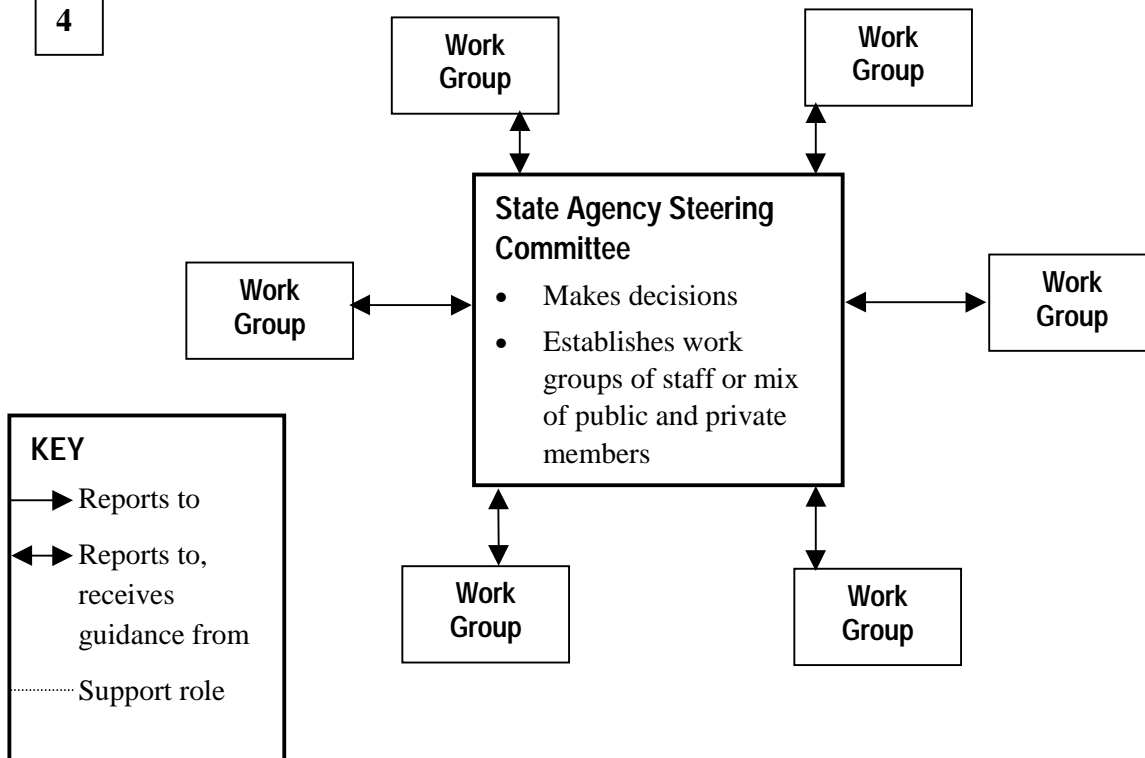 4
Work
Group
Work
Group
State Agency Steering
Committee
• Makes decisions
• Establishes work
groups of staff or mix
of public and private
members
Work
Group
Work
Group
KEY
Reports to
Reports to,
receives
guidance from
Support role
Work
Group
Work
Group